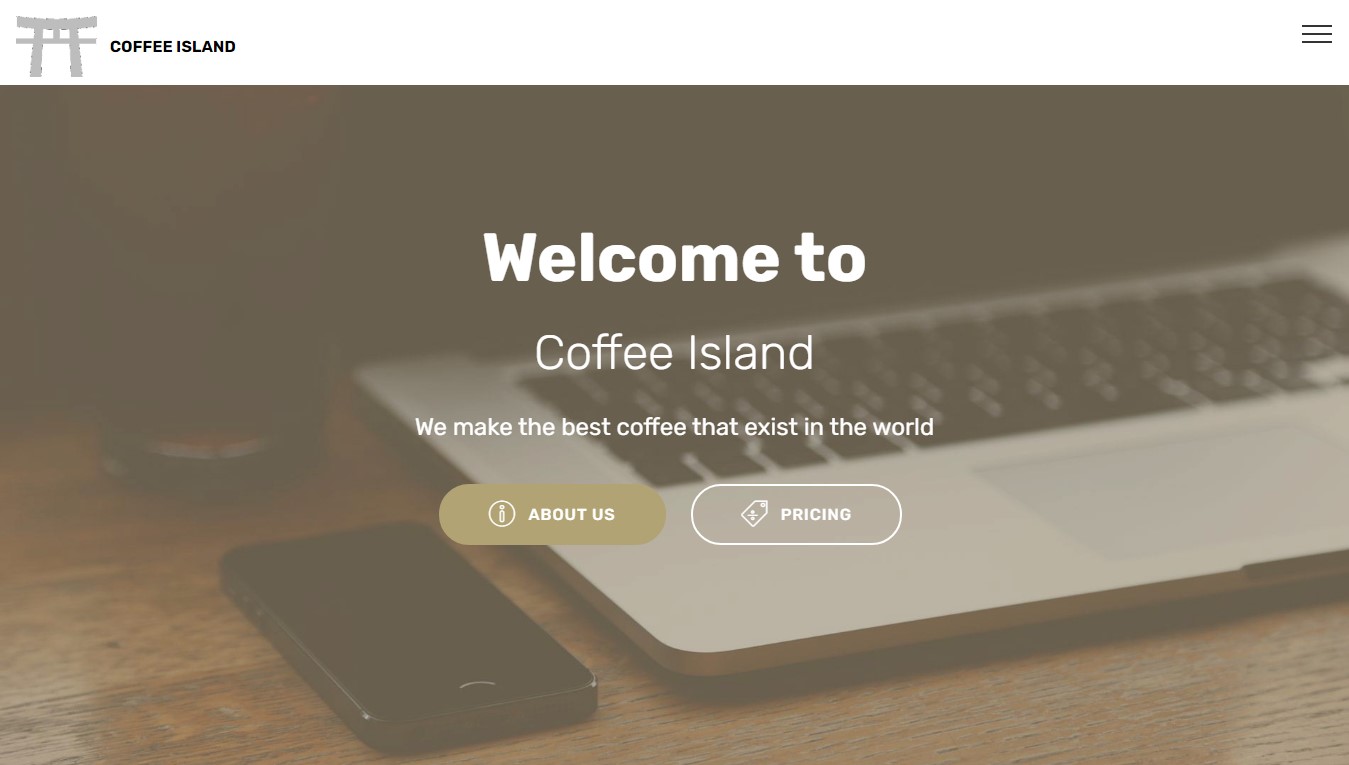 COFFEE ISLAND
Welcome to
Coffee Island
We make the best coffee that exist in the world
ABOUT US
PRICING